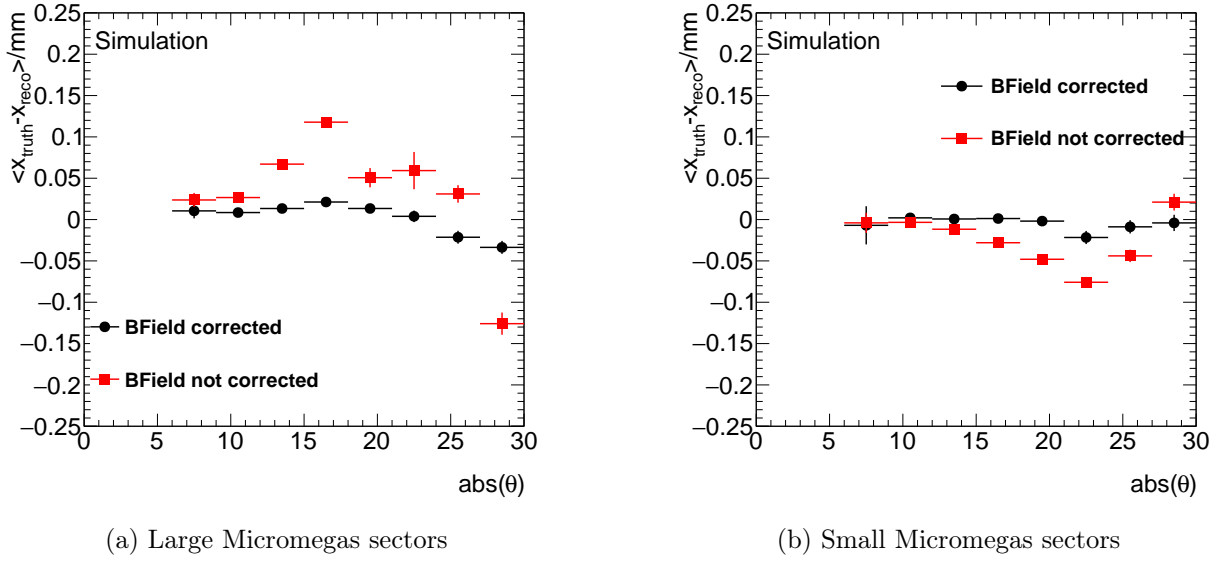 <x_truth-x_reco>/mm
0.25
0.2
0.15
0.1
0.05
0
−0.05
−0.1
−0.15
−0.2
−0.25
Simulation
BField corrected
BField not corrected
0 5 10 15 20 25 30
abs(θ)
(a) Large Micromegas sectors
<x_truth-x_reco>/mm
0.25
0.2
0.15
0.1
0.05
0
−0.05
−0.1
−0.15
−0.2
−0.25
Simulation
BField corrected
BField not corrected
0 5 10 15 20 25 30
abs(θ)
(b) Small Micromegas sectors